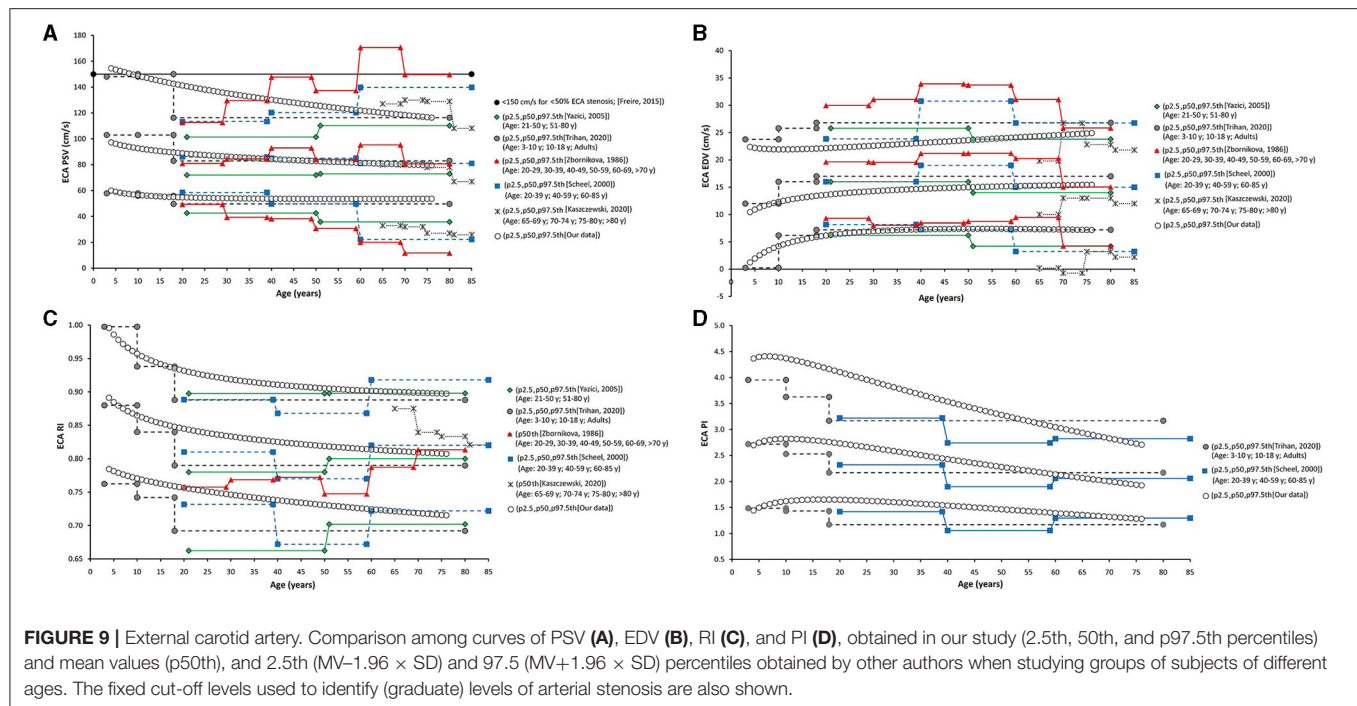 A
ECA PSV (cm/s)
180
160
140
120
100
80
60
40
20
0
0 5 10 15 20 25 30 35 40 45 50 55 60 65 70 75 80 85
Age (years)
<150 cm/s for <50% ECA stenosis; [Freire, 2015])
(p2.5,p50,p97.5th [Yazici, 2005])
(Age: 21-50 y; 51-80 y)
(p2.5,p50,p97.5th[Trihan, 2020])
(Age: 3-10 y; 10-18 y; Adults)
(p2.5,p50,p97.5th[Zbornikova, 1986])
(Age: 20-29, 30-39, 40-49, 50-59, 60-69, >70 y)
(p2.5,p50,p97.5th [Scheel, 2000])
(Age: 20-39 y; 40-59 y; 60-85 y)
(p2.5,p50,p97.5th [Kaszczewski, 2020])
(Age: 65-69 y; 70-74 y; 75-80y; >80 y)
(p2.5,p50,p97.5th[Our data])
B
ECA EDV (cm/s)
40
35
30
25
20
15
10
5
0
-5
0 5 10 15 20 25 30 35 40 45 50 55 60 65 70 75 80 85
Age (years)
(p2.5,p50,p97.5th [Yazici, 2005])
(Age: 21-50 y; 51-80 y)
(p2.5,p50,p97.5th[Trihan, 2020])
(Age: 3-10 y; 10-18 y; Adults)
(p2.5,p50,p97.5th[Zbornikova, 1986])
(Age: 20-29, 30-39, 40-49, 50-59, 60-69, >70 y)
(p2.5,p50,p97.5th [Scheel, 2000])
(Age: 20-39 y; 40-59 y; 60-85 y)
(p2.5,p50,p97.5th [Kaszczewski, 2020])
(Age: 65-69 y; 70-74 y; 75-80y; >80 y)
(p2.5,p50,p97.5th[Our data])
C
ECA RI
1.00
0.95
0.90
0.85
0.80
0.75
0.70
0.65
0 5 10 15 20 25 30 35 40 45 50 55 60 65 70 75 80 85
Age (years)
(p2.5,p50,p97.5th [Yazici, 2005])
(Age: 21-50 y; 51-80 y)
(p2.5,p50,p97.5th[Trihan, 2020])
(Age: 3-10 y; 10-18 y; Adults)
(p50th[Zbornikova, 1986])
(Age: 20-29, 30-39, 40-49, 50-59, 60-69, >70 y)
(p2.5,p50,p97.5th [Scheel, 2000])
(Age: 20-39 y; 40-59 y; 60-85 y)
(p50th[Kaszczewski, 2020])
(Age: 65-69 y; 70-74 y; 75-80y; >80 y)
(p2.5,p50,p97.5th[Our data])
D
ECA PI
5.0
4.5
4.0
3.5
3.0
2.5
2.0
1.5
1.0
0.5
0 5 10 15 20 25 30 35 40 45 50 55 60 65 70 75 80 85
Age (years)
(p2.5,p50,p97.5th[Trihan, 2020])
(Age: 3-10 y; 10-18 y; Adults)
(p2.5,p50,p97.5th [Scheel, 2000])
(Age: 20-39 y; 40-59 y; 60-85 y)
(p2.5,p50,p97.5th[Our data])
FIGURE 9 | External carotid artery. Comparison among curves of PSV (A), EDV (B), RI (C), and PI (D), obtained in our study (2.5th, 50th, and p97.5th percentiles)
and mean values (p50th), and 2.5th (MV–1.96 × SD) and 97.5 (MV+1.96 × SD) percentiles obtained by other authors when studying groups of subjects of different
ages. The fixed cut-off levels used to identify (graduate) levels of arterial stenosis are also shown.